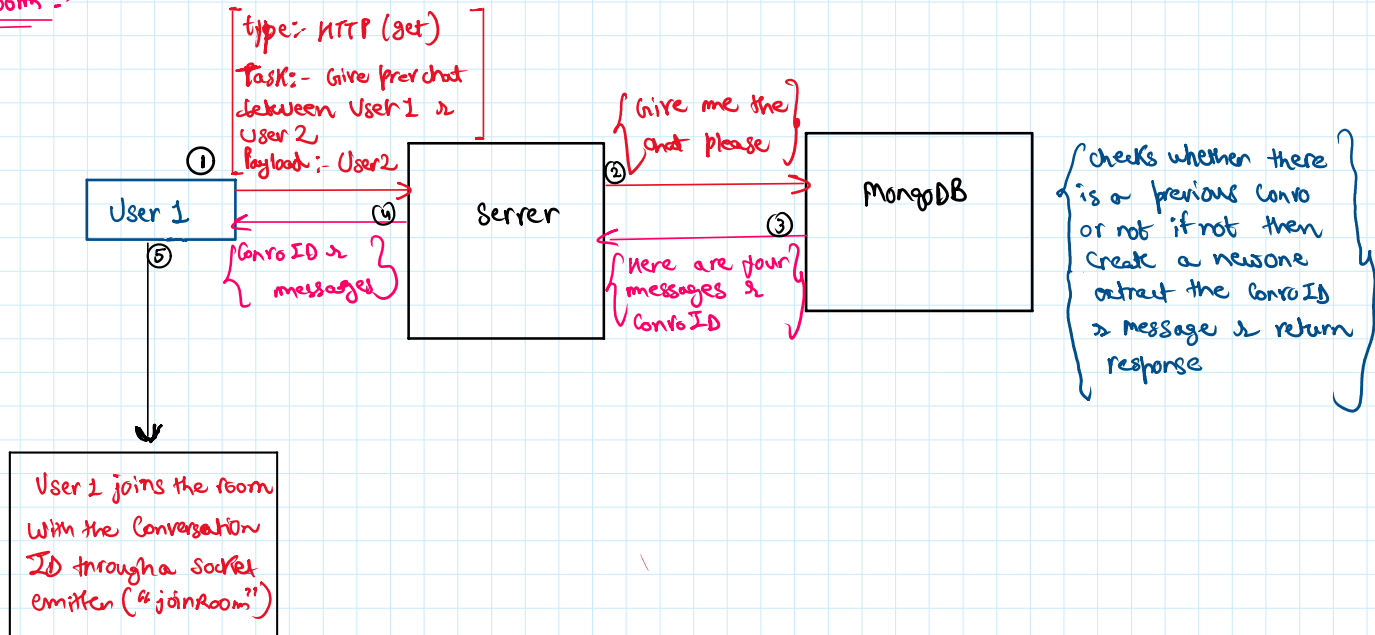 type:- HTTP (get)
Task:- Give prev chat
between User 1 &
User 2
Payload:- User2
1
User 1
4
Convo ID &
messages
5
Server
2
Give me the
chat please
3
Here are your
messages &
Convo ID
MongoDB
Checks whether there
is a previous Convo
or not if not then
Create a new one
extract the Convo ID
& message & return
response
User 1 joins the room
with the Conversation
ID through a Socket
emitter ("joinRoom")